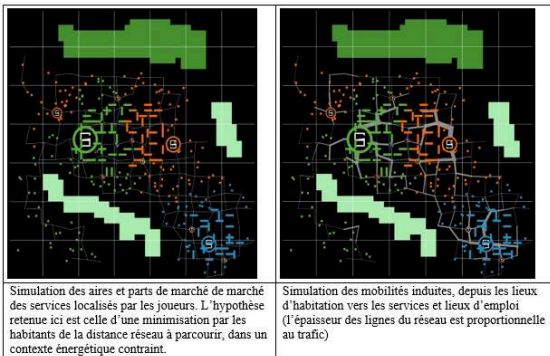 Simulation des aires et parts de marché de marché
des services localisés par les joueurs. L'hypothèse
retenue ici est celle d'une minimisation par les
habitants de la distance réseau à parcourir, dans un
contexte énergétique contraint.
Simulation des mobilités induites, depuis les lieux
d'habitation vers les services et lieux d'emploi
(l'épaisseur des lignes du réseau est proportionnelle
au trafic)